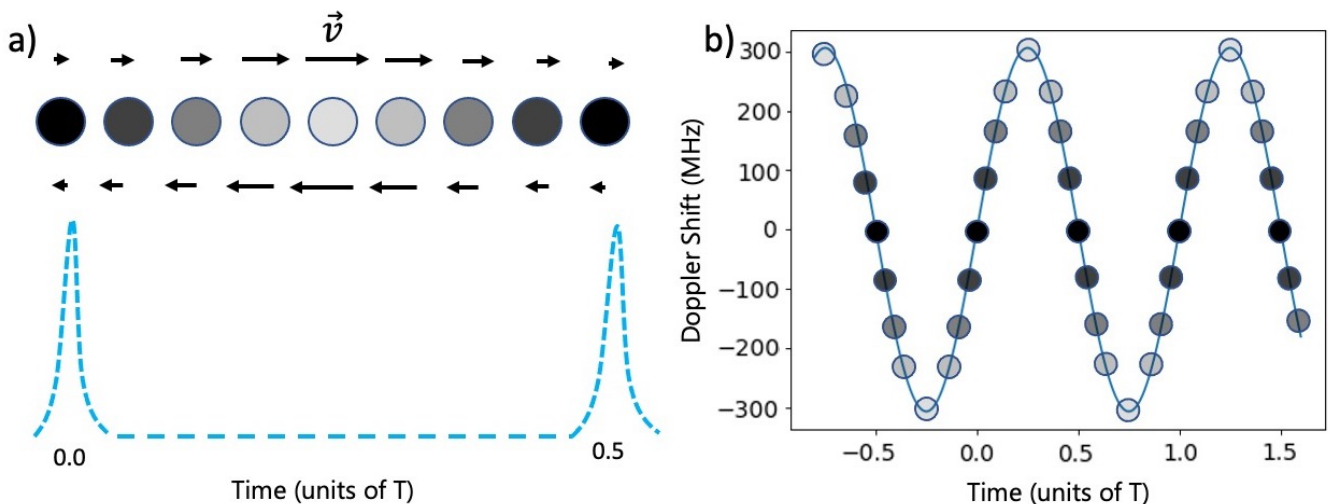 a)
v
0.0
0.5
Time (units of T)
b)
Doppler Shift (MHz)
300
200
100
0
−100
−200
−300
−0.5
0.0
0.5
1.0
1.5
Time (units of T)